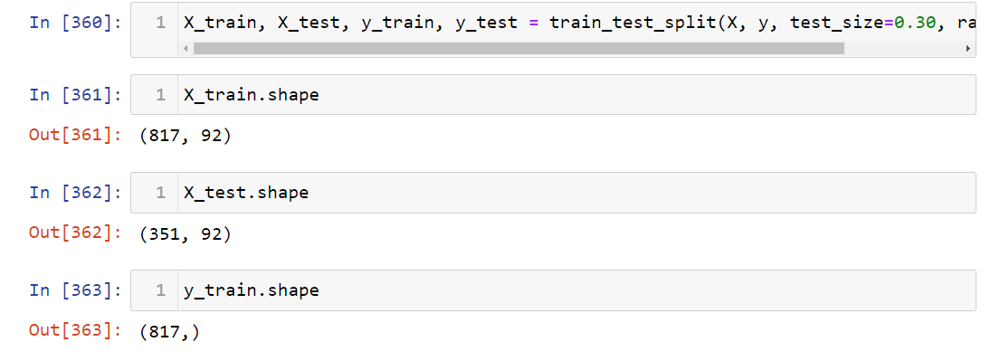 In [360]: 1 X_train, X_test, y_train, y_test = train_test_split(X, y, test_size=0.30, ra
In [361]: 1 X_train.shape
Out[361]: (817, 92)
In [362]: 1 X_test.shape
Out[362]: (351, 92)
In [363]: 1 y_train.shape
Out[363]: (817,)